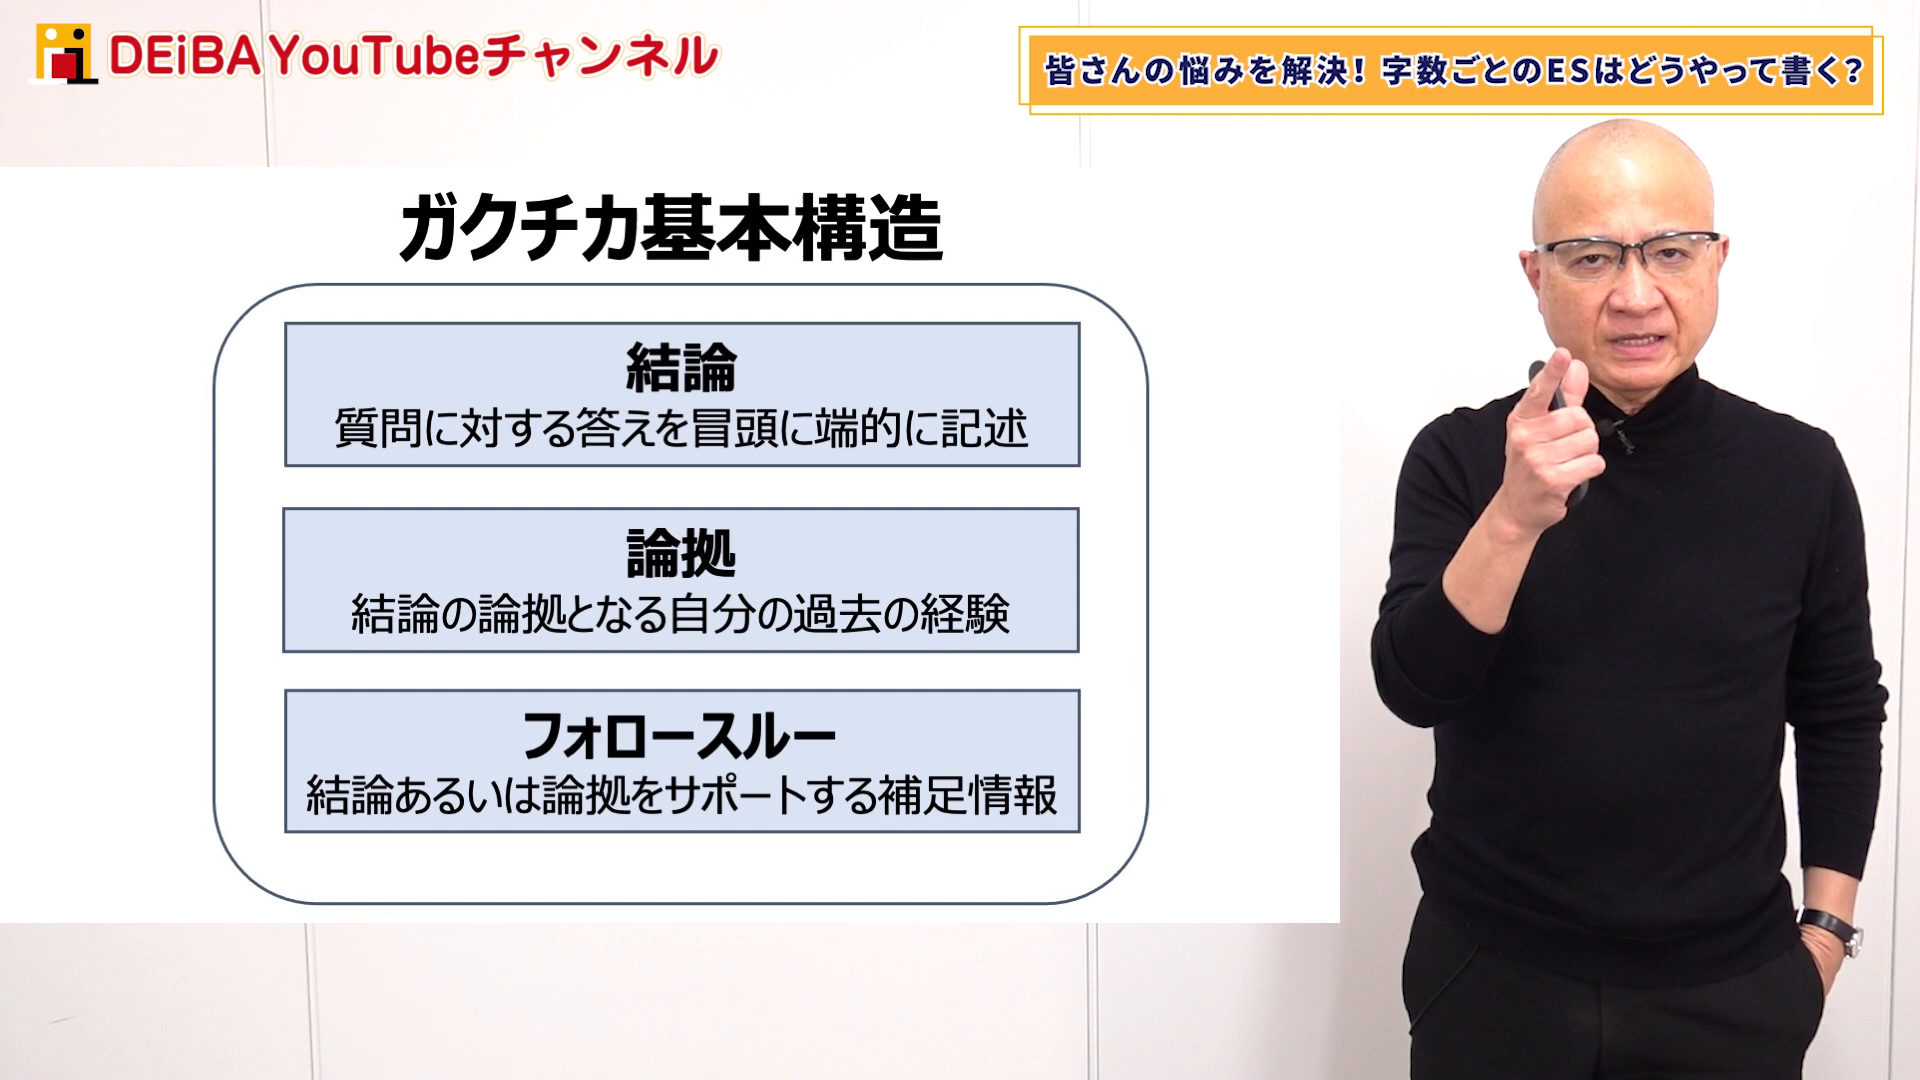 DEiBA YouTubeチャンネル
皆さんの悩みを解決！字数ごとのESはどうやって書く？
ガクチカ基本構造
結論
質問に対する答えを冒頭に端的に記述
論拠
結論の論拠となる自分の過去の経験
フォロースルー
結論あるいは論拠をサポートする補足情報